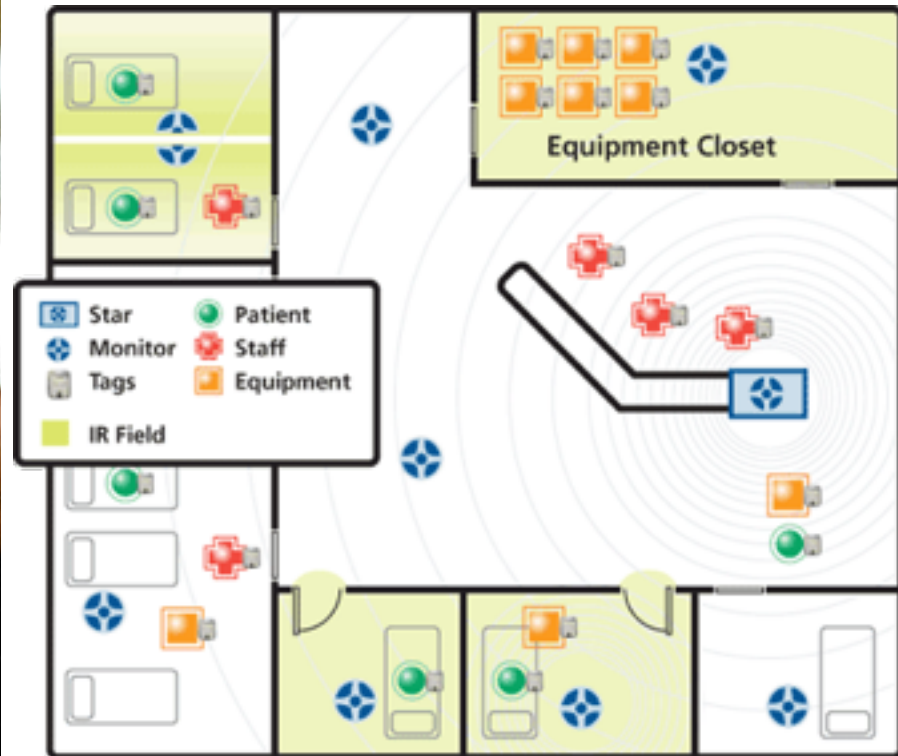 Equipment Closet
Star
Patient
Monitor
Staff
Tags
Equipment
IR Field